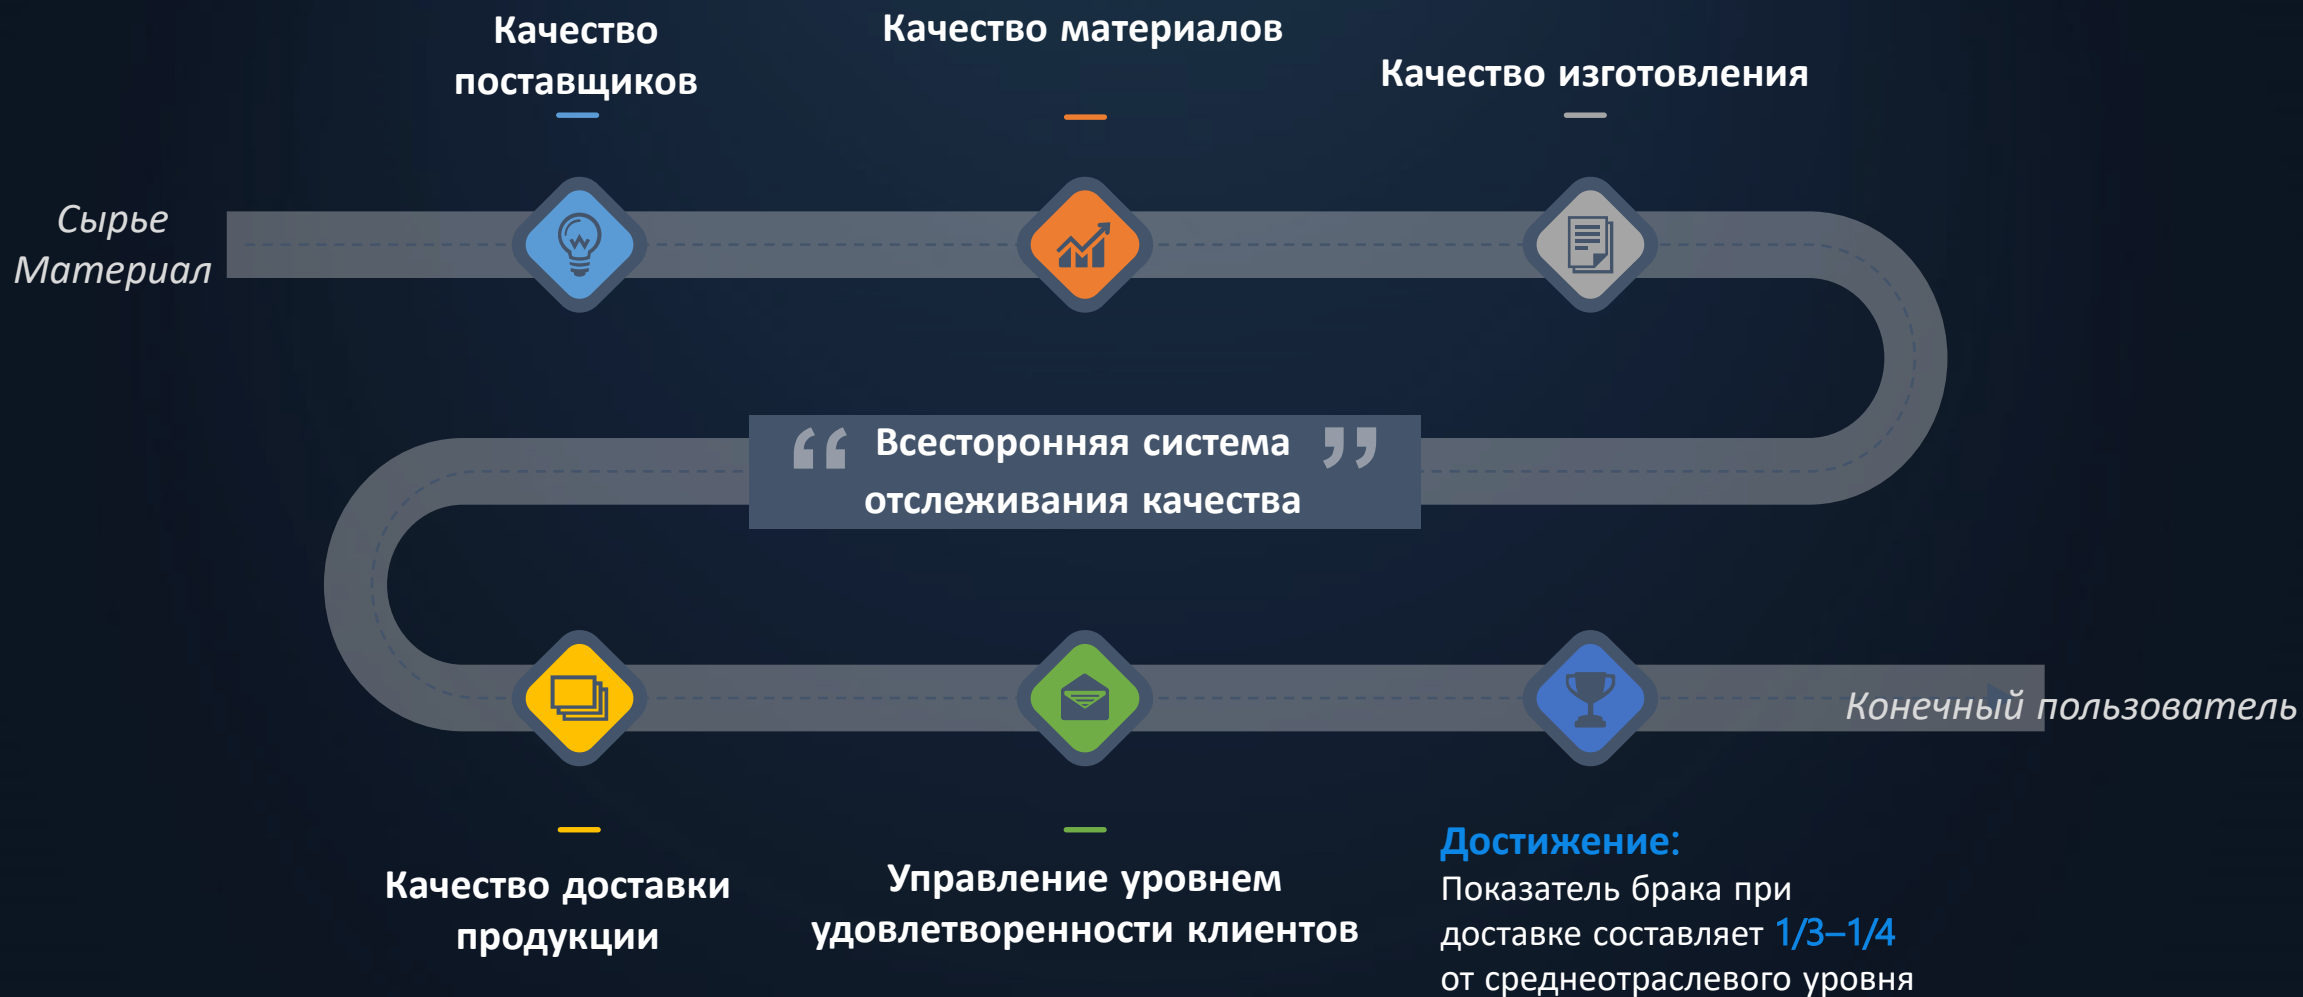 Качество
поставщиков
Качество материалов
Качество изготовления
Сырье
Материал
“ Всесторонняя система ”
отслеживания качества
Конечный пользователь
Качество доставки
продукции
Управление уровнем
удовлетворенности клиентов
Достижение:
Показатель брака при
доставке составляет 1/3–1/4
от среднеотраслевого уровня